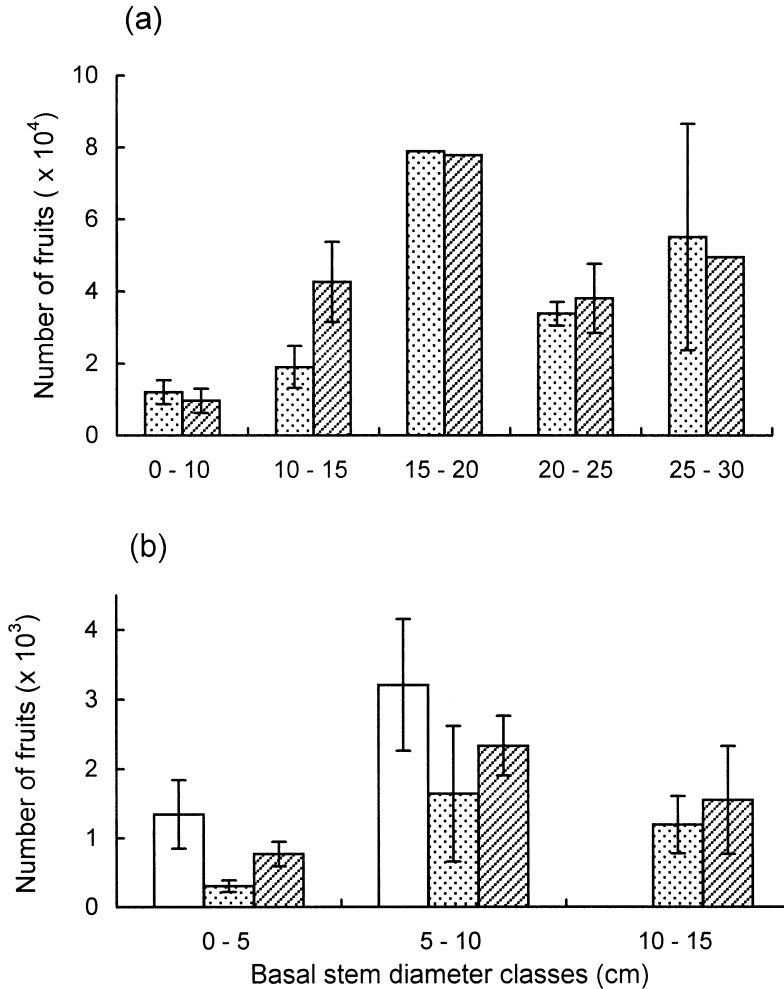 (a)
Number of fruits ( x 10⁴)
10
8
6
4
2
0
0 - 10 10 - 15 15 - 20 20 - 25 25 - 30
(b)
Number of fruits (x 10³)
4
3
2
1
0
0 - 5 5 - 10 10 - 15
Basal stem diameter classes (cm)